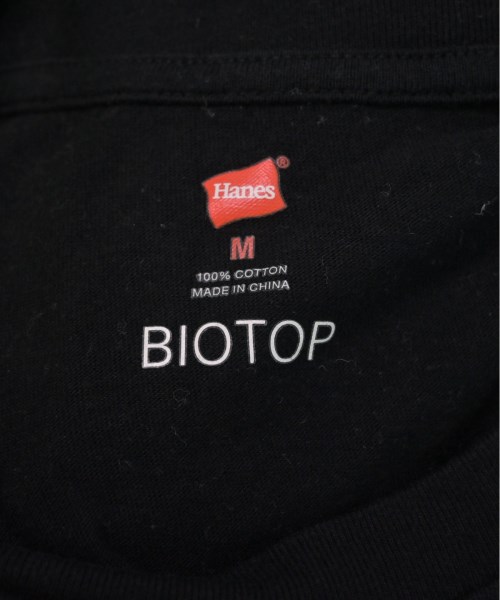 Hanes®
M
100% COTTON
MADE IN CHINA
BIOTOP